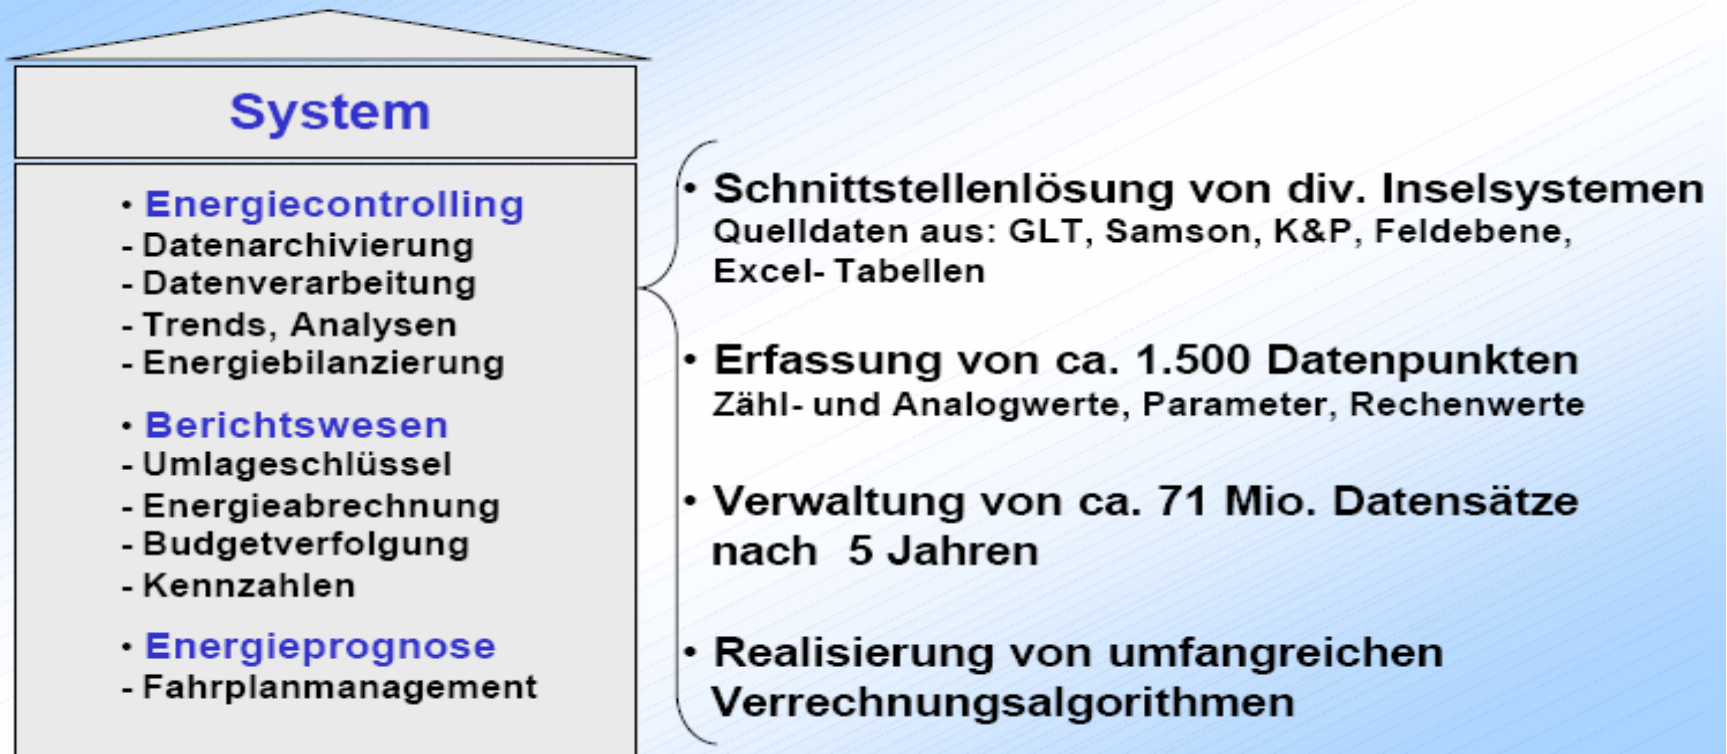 System
• Energiecontrolling
- Datenarchivierung
- Datenverarbeitung
- Trends, Analysen
- Energiebilanzierung
• Berichtswesen
- Umlageschlüssel
- Energieabrechnung
- Budgetverfolgung
- Kennzahlen
• Energieprognose
- Fahrplanmanagement
• Schnittstellenlösung von div. Inselsystemen
Quelldaten aus: GLT, Samson, K&P, Feldebene,
Excel- Tabellen
• Erfassung von ca. 1.500 Datenpunkten
Zähl- und Analogwerte, Parameter, Rechenwerte
• Verwaltung von ca. 71 Mio. Datensätze
nach 5 Jahren
• Realisierung von umfangreichen
Verrechnungsalgorithmen